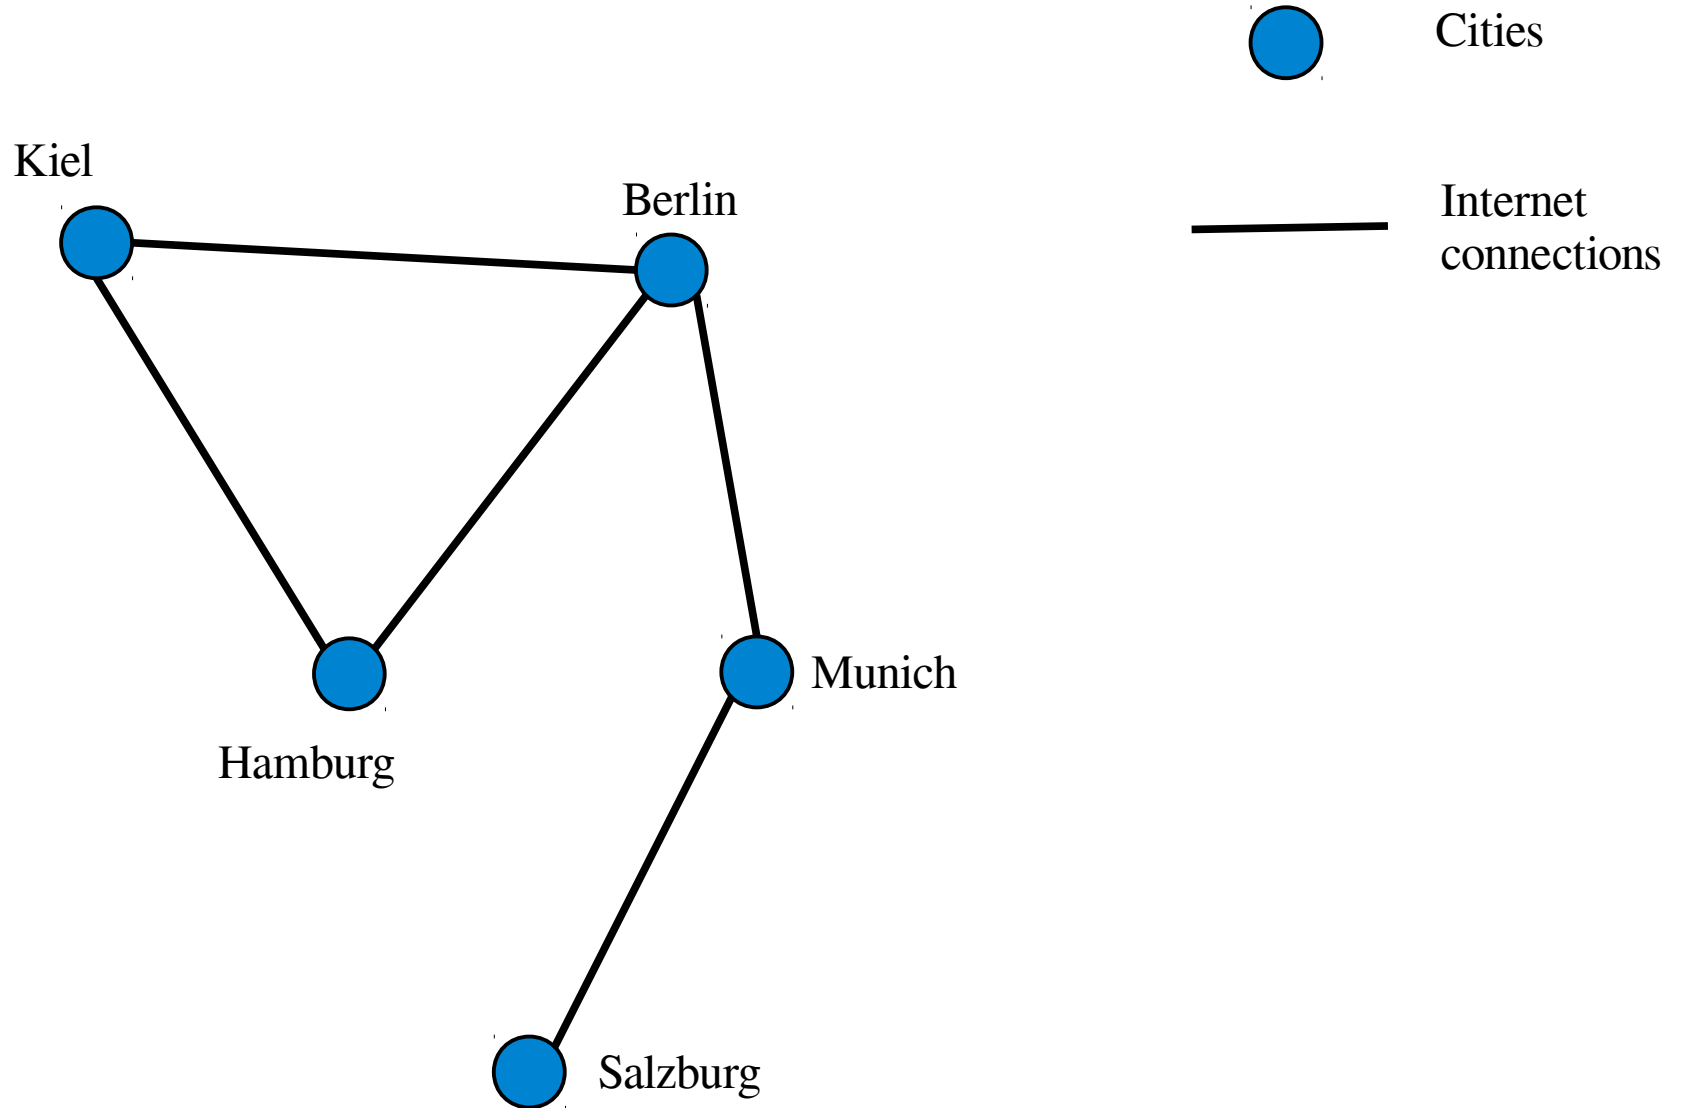 Cities
Kiel
Berlin
Internet
connections
Munich
Hamburg
Salzburg